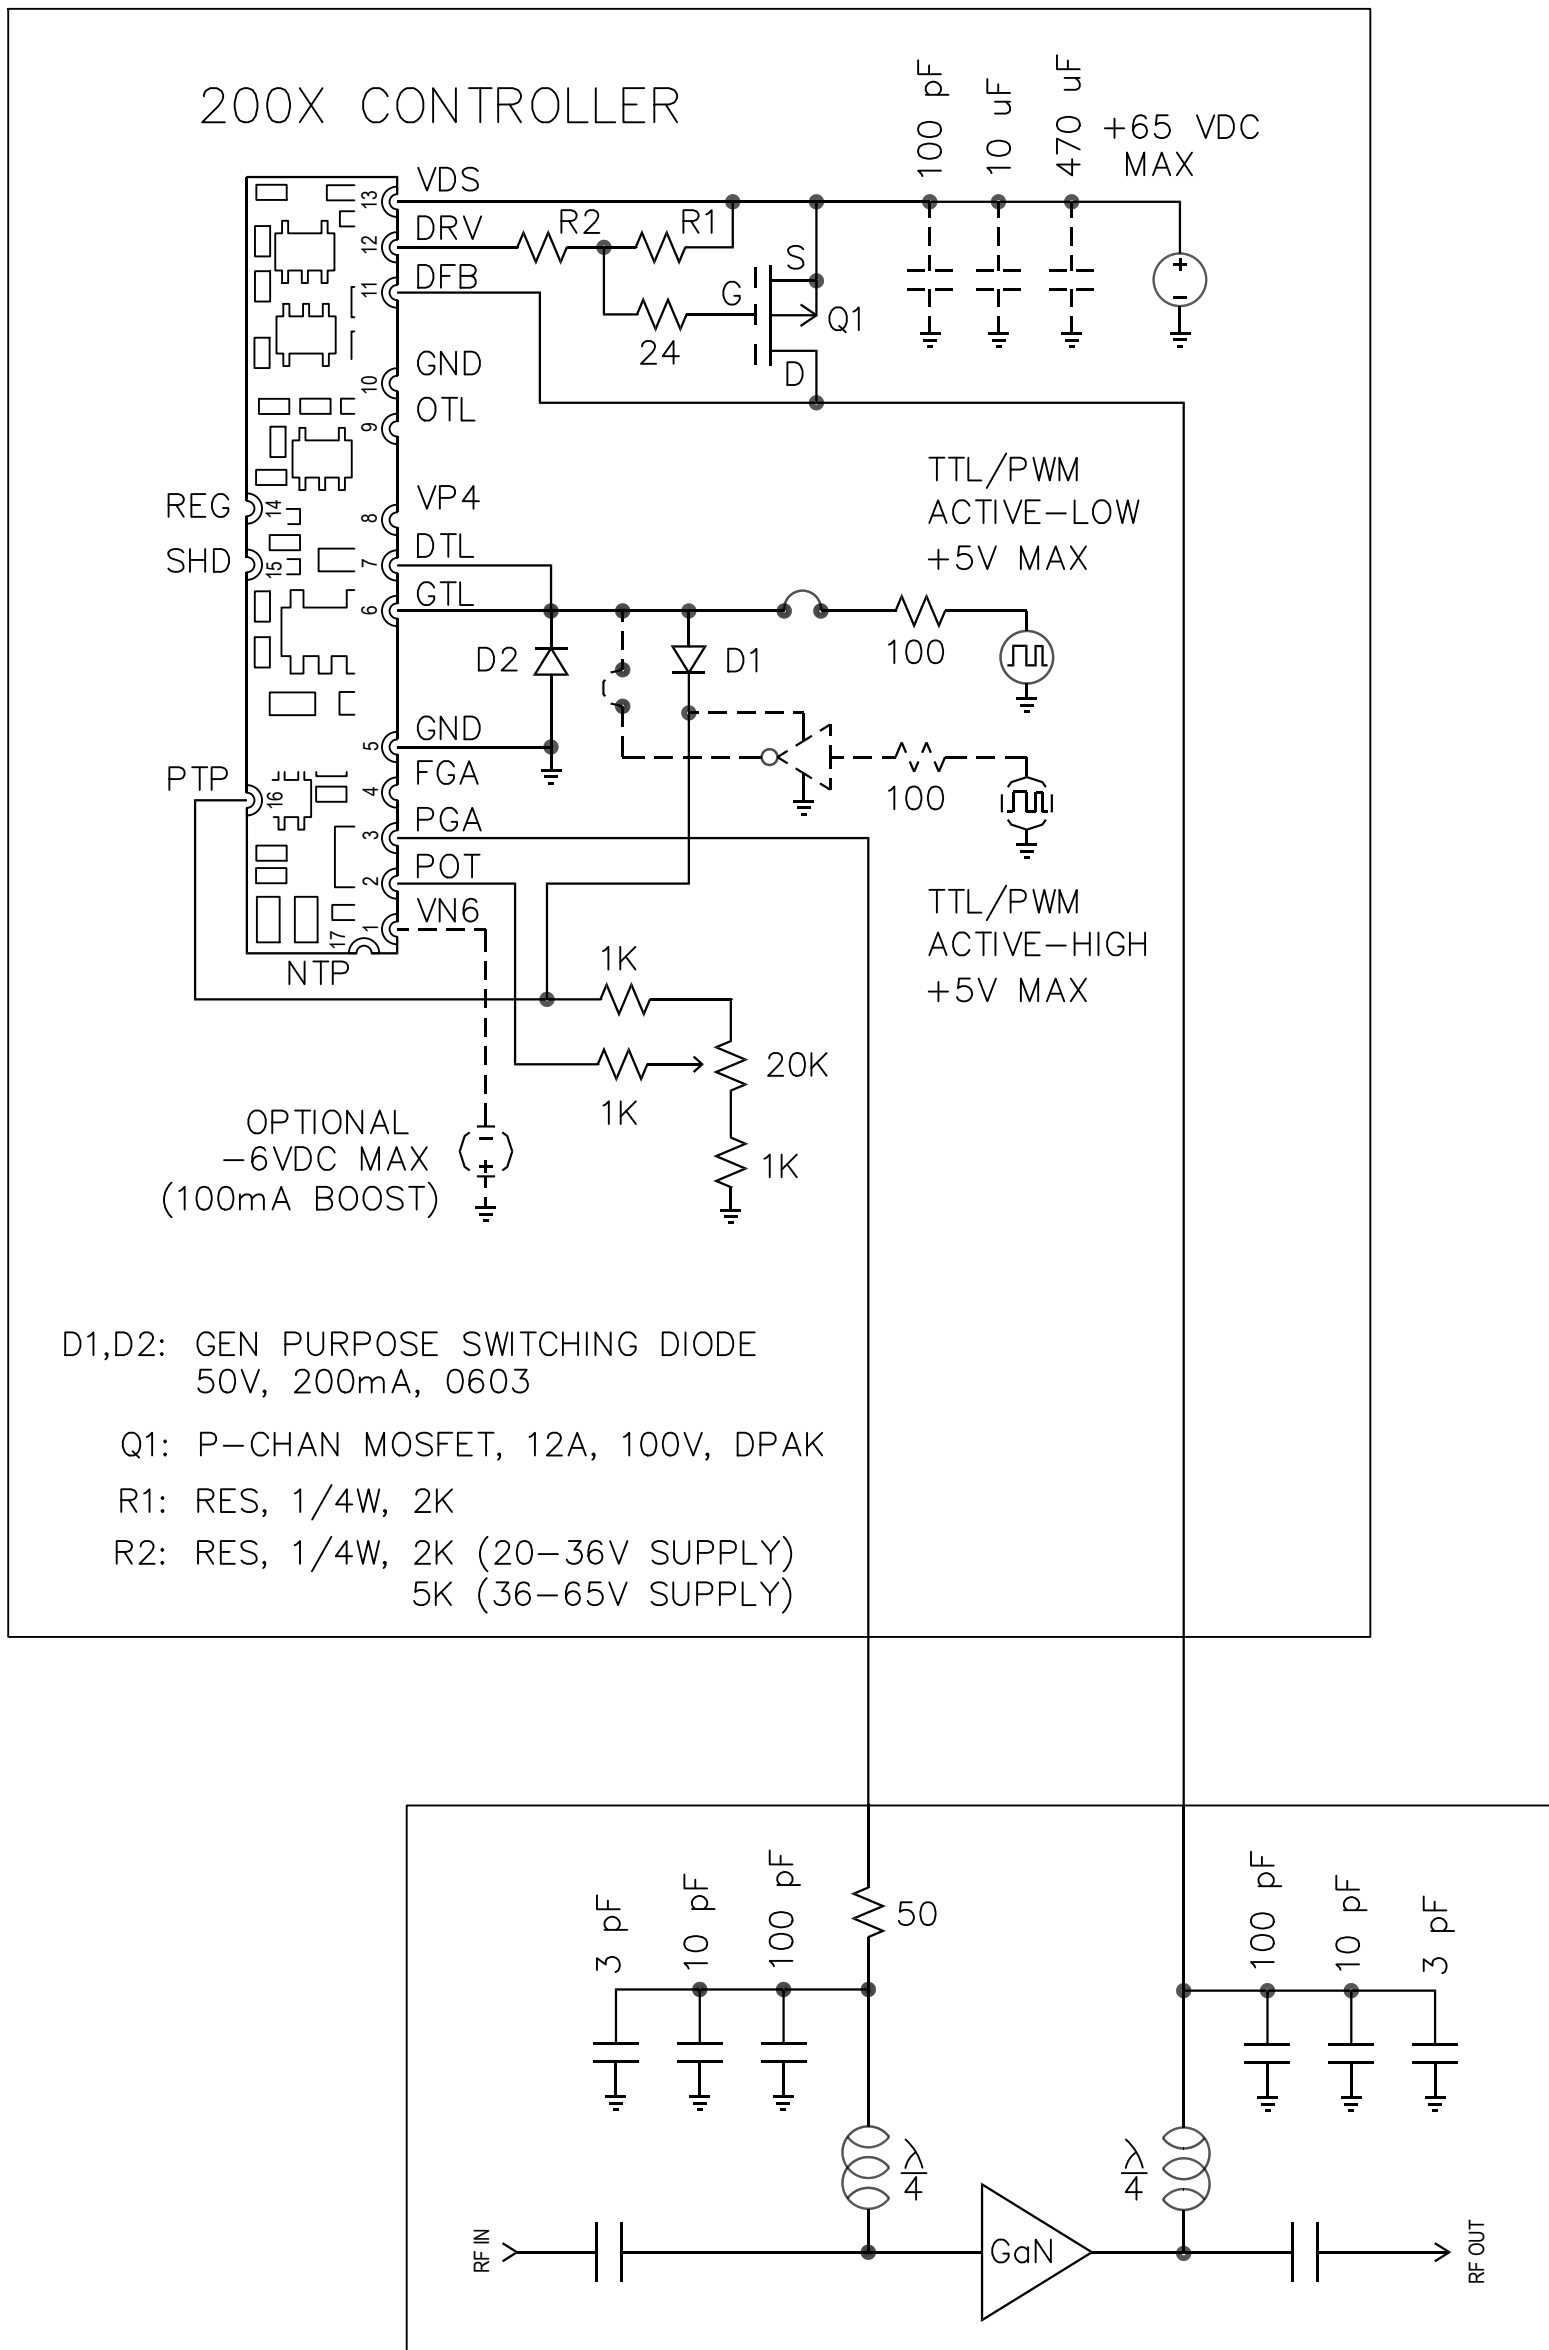 200X CONTROLLER
100 pF
10 uF
470 uF
+65 VDC
MAX
VDS
13
DRV
12
R2
R1
DFB
11
S
G
Q1
24
D
GND
10
OTL
9
TTL/PWM
ACTIVE-LOW
+5V MAX
REG
14
VP4
8
SHD
15
DTL
7
GTL
6
D2
D1
100
GND
5
FGA
4
PTP
16
100
PGA
3
POT
2
VN6
1
17
NTP
TTL/PWM
ACTIVE-HIGH
+5V MAX
1K
20K
1K
1K
OPTIONAL
-6VDC MAX
(100mA BOOST)
D1,D2: GEN PURPOSE SWITCHING DIODE
50V, 200mA, 0603
Q1: P-CHAN MOSFET, 12A, 100V, DPAK
R1: RES, 1/4W, 2K
R2: RES, 1/4W, 2K (20-36V SUPPLY)
5K (36-65V SUPPLY)
3 pF
10 pF
100 pF
50
100 pF
10 pF
3 pF
λ
4
λ
4
RF IN
GaN
RF OUT